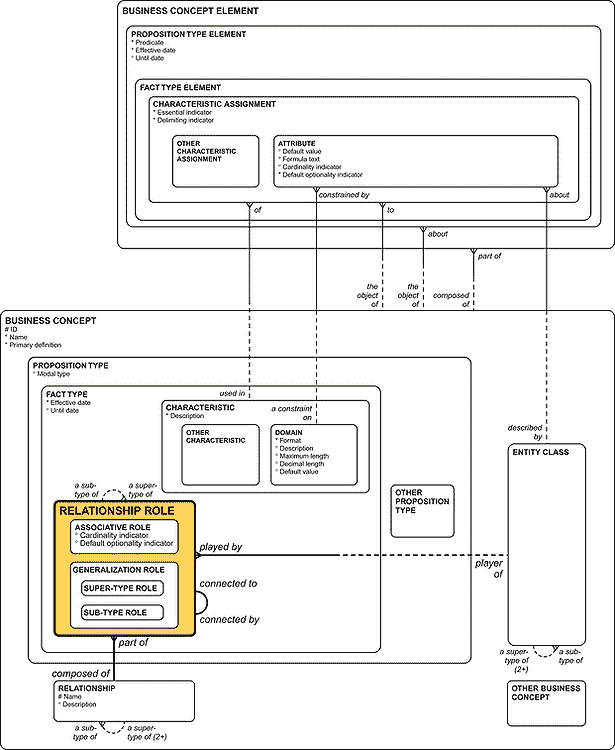 BUSINESS CONCEPT ELEMENT
PROPOSITION TYPE ELEMENT
* Predicate
* Effective date
° Until date
FACT TYPE ELEMENT
CHARACTERISTIC ASSIGNMENT
* Essential indicator
* Delimiting indicator
OTHER
CHARACTERISTIC
ASSIGNMENT
ATTRIBUTE
° Default value
° Formula text
° Cardinality indicator
* Default optionality indicator
constrained by
about
of
to
about
part of
the
object
of
the
object
of
composed
of
BUSINESS CONCEPT
# ID
* Name
* Primary definition
PROPOSITION TYPE
° Modal type
FACT TYPE
* Effective date
° Until date
used in
CHARACTERISTIC
* Description
a constraint
on
OTHER
CHARACTERISTIC
DOMAIN
* Format
° Description
° Maximum length
° Decimal length
° Default value
described
by
ENTITY CLASS
OTHER
PROPOSITION
TYPE
a sub-
type of
a super-
type of
RELATIONSHIP ROLE
ASSOCIATIVE ROLE
° Cardinality indicator
° Default optionality indicator
GENERALIZATION ROLE
SUPER-TYPE ROLE
SUB-TYPE ROLE
played by
player
of
connected to
connected by
part of
composed of
RELATIONSHIP
# Name
° Description
a sub-
type of
a super-
type of (2+)
a super-
type of
(2+)
a sub-
type of
OTHER BUSINESS
CONCEPT